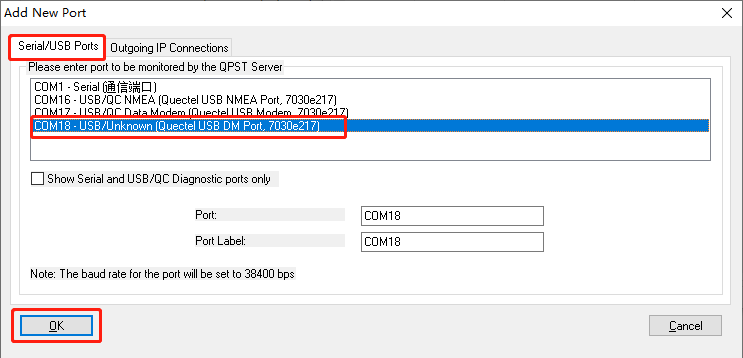 Add New Port
Serial/USB Ports
Outgoing IP Connections
Please enter port to be monitored by the QPST Server
COM1 - Serial (通信端口)
COM16 - USB/QC NMEA (Quectel USB NMEA Port, 7030e217)
COM17 - USB/QC Data Modem (Quectel USB Modem, 7030e217)
COM18 - USB/Unknown (Quectel USB DM Port, 7030e217)
Show Serial and USB/QC Diagnostic ports only
Port: COM18
Port Label: COM18
Note: The baud rate for the port will be set to 38400 bps
OK
Cancel